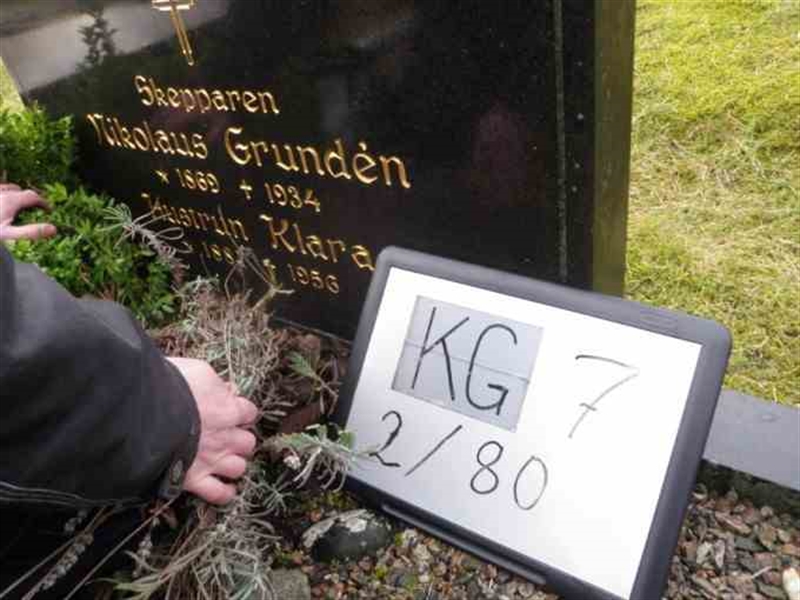 Skepparen
Nikolaus Grundén
* 1869 † 1934
Hustrun Klara
† 1956
KG 7
2/80